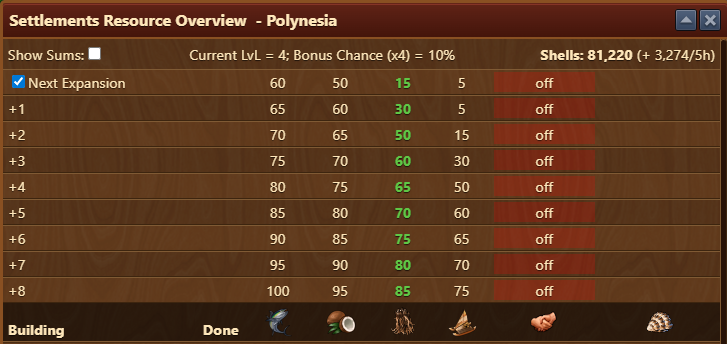 Settlements Resource Overview - Polynesia
Show Sums: Current LvL = 4; Bonus Chance (x4) = 10% Shells: 81,220 (+ 3,274/5h)
Next Expansion 60 50 15 5 off
+1 65 60 30 5 off
+2 70 65 50 15 off
+3 75 70 60 30 off
+4 80 75 65 50 off
+5 85 80 70 60 off
+6 90 85 75 65 off
+7 95 90 80 70 off
+8 100 95 85 75 off
Building Done